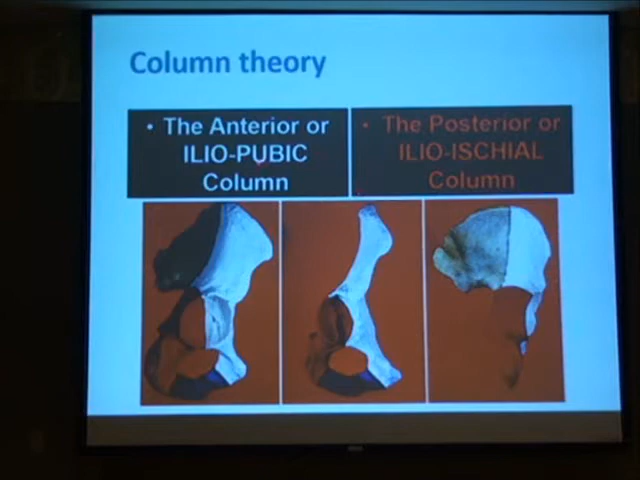 Column theory
• The Anterior or
ILIO-PUBIC
Column
• The Posterior or
ILIO-ISCHIAL
Column